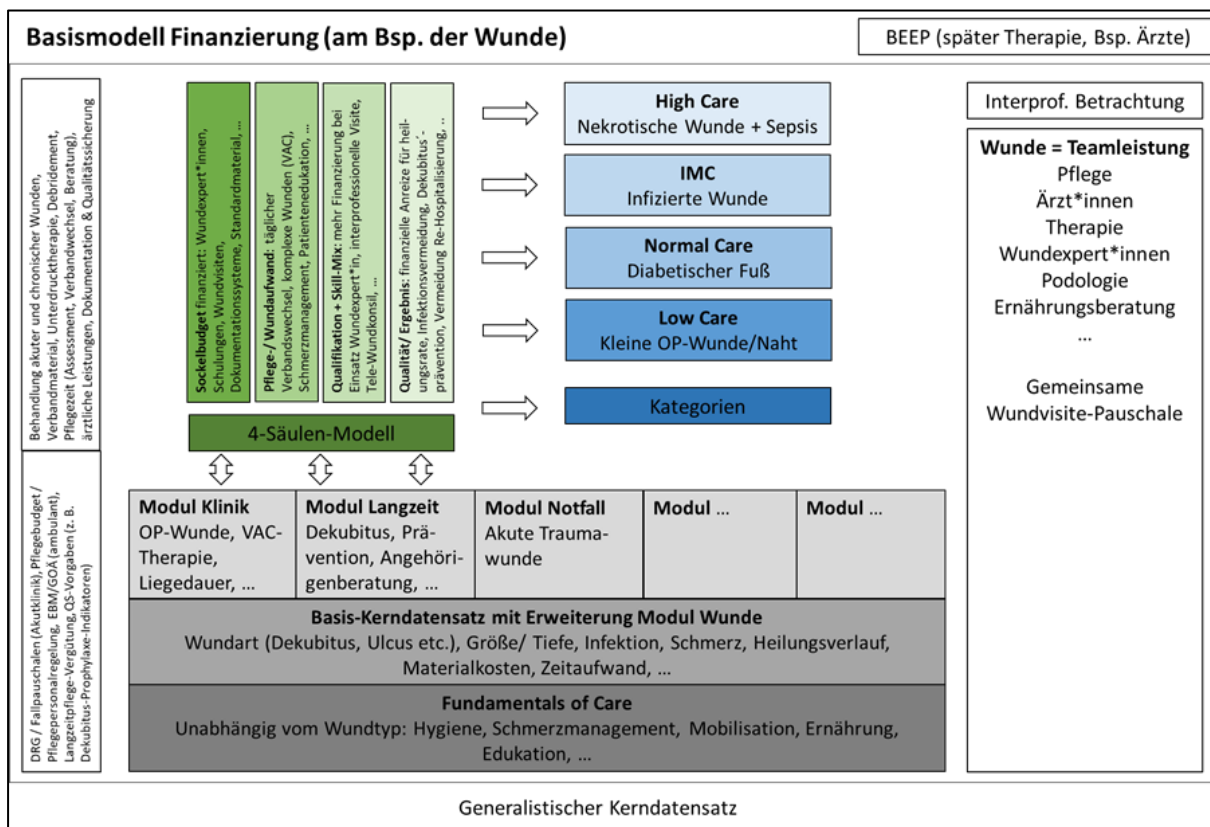 Basismodell Finanzierung (am Bsp. der Wunde)
BEEP (später Therapie, Bsp. Ärzte)
Behandlung akuter und chronischer Wunden,
Verbandmaterial, Unterdrucktherapie, Debridement,
Pflegezeit (Assessment, Verbandwechsel, Beratung),
ärztliche Leistungen, Dokumentation & Qualitätssicherung
DRG / Fallpauschalen (Akutklinik), Pflegebudget /
Pflegepersonalregelung, EBM/GOÄ (ambulant),
Langzeitpflege-Vergütung, QS-Vorgaben (z. B.
Dekubitus-Prophylaxe-Indikatoren)
Sockelbudget finanziert: Wundexpert*innen,
Schulungen, Wundvisiten,
Dokumentationssysteme, Standardmaterial, ...
Pflege-/ Wundaufwand: täglicher
Verbandswechsel, komplexe Wunden (VAC),
Schmerzmanagement, Patientenedukation, ...
Qualifikation + Skill-Mix: mehr Finanzierung bei
Einsatz Wundexpert*in, interprofessionelle Visite,
Tele-Wundkonsil, ...
Qualität/ Ergebnis: finanzielle Anreize für heil-
ungsrate, Infektionsvermeidung, Dekubitus´-
prävention, Vermeidung Re-Hospitalisierung, ..
4-Säulen-Modell
High Care
Nekrotische Wunde + Sepsis
IMC
Infizierte Wunde
Normal Care
Diabetischer Fuß
Low Care
Kleine OP-Wunde/Naht
Kategorien
Interprof. Betrachtung
Wunde = Teamleistung
Pflege
Ärzt*innen
Therapie
Wundexpert*innen
Podologie
Ernährungsberatung
...
Gemeinsame
Wundvisite-Pauschale
Modul Klinik
OP-Wunde, VAC-
Therapie,
Liegedauer, ...
Modul Langzeit
Dekubitus, Prä-
vention, Angehöri-
genberatung, ...
Modul Notfall
Akute Trauma-
wunde
Modul ...
Modul ...
Basis-Kerndatensatz mit Erweiterung Modul Wunde
Wundart (Dekubitus, Ulcus etc.), Größe/ Tiefe, Infektion, Schmerz, Heilungsverlauf,
Materialkosten, Zeitaufwand, ...
Fundamentals of Care
Unabhängig vom Wundtyp: Hygiene, Schmerzmanagement, Mobilisation, Ernährung,
Edukation, ...
Generalistischer Kerndatensatz